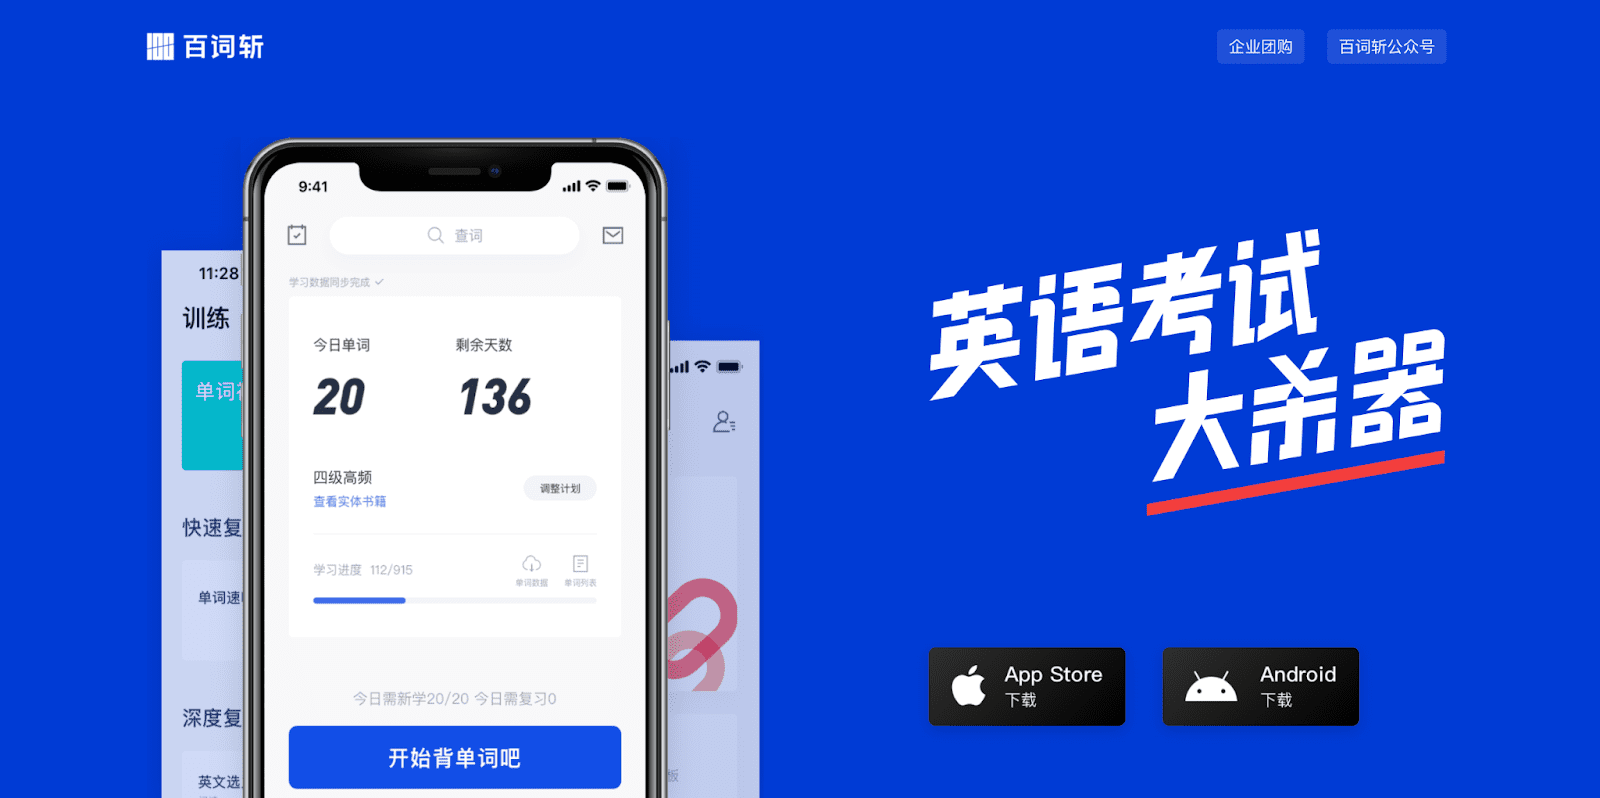 百词斩
企业团购
百词斩公众号
9:41
查词
学习数据同步完成
今日单词
剩余天数
20
136
四级高频
查看实体书籍
调整计划
学习进度 112/915
单词数据
单词列表
今日需新学20/20 今日需复习0
开始背单词吧
11:28
训练
单词
快速复
单词速
深度复
英文选
英语考试
大杀器
App Store
下载
Android
下载